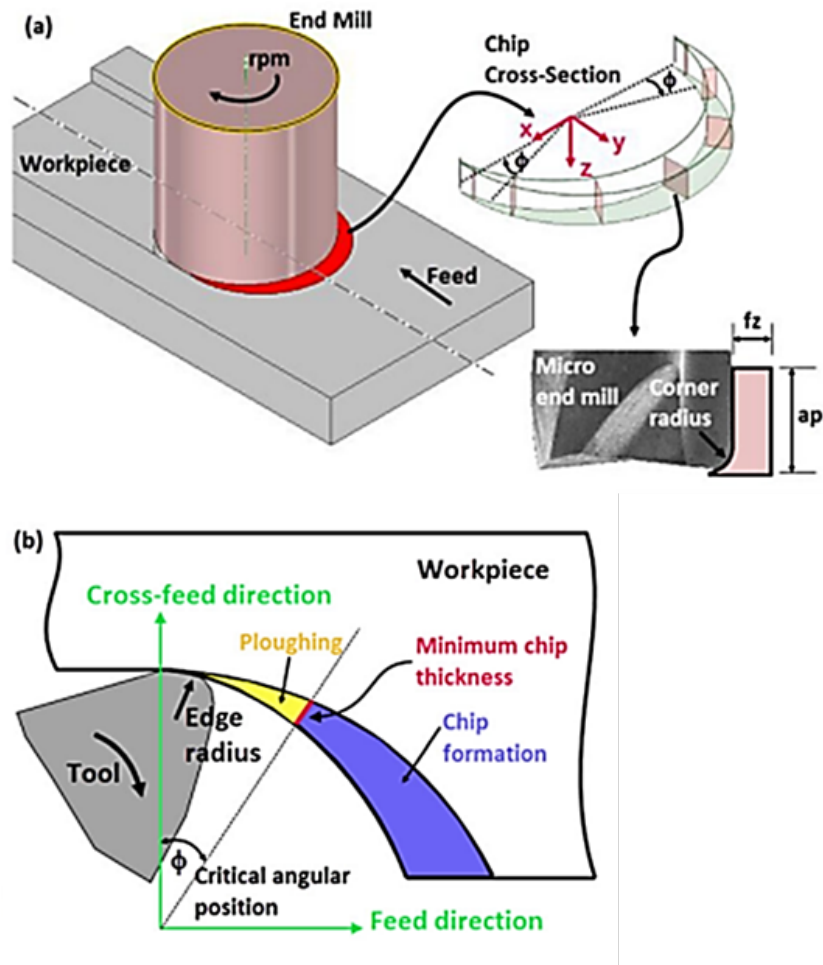 (a)
End Mill
rpm
Workpiece
Feed
Chip
Cross-Section
ϕ
x
y
ϕ
z
fz
Micro
end mill
Corner
radius
ap
(b)
Workpiece
Cross-feed direction
Ploughing
Minimum chip
thickness
Edge
radius
Chip
formation
Tool
ϕ
Critical angular
position
Feed direction